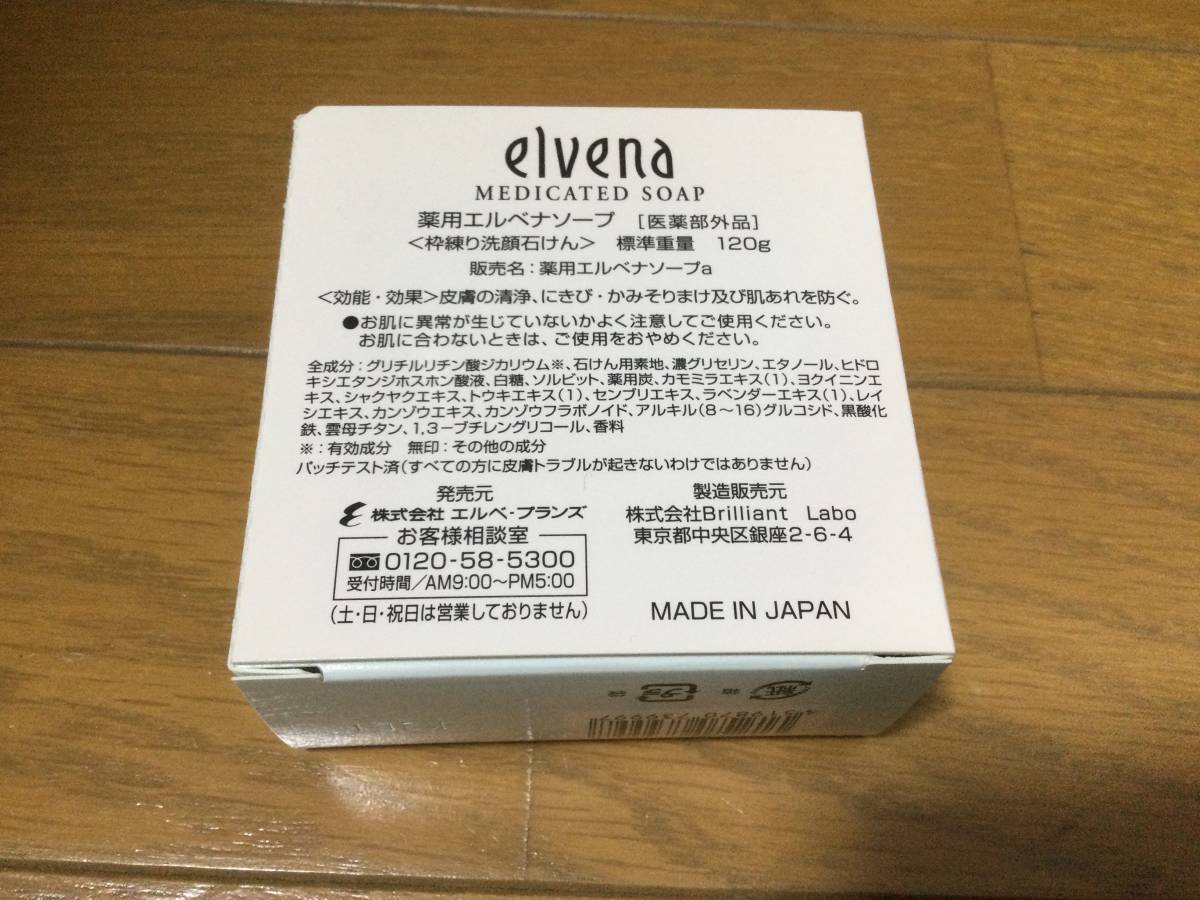 elvena
MEDICATED SOAP
薬用エルベナソープ [医薬部外品]
＜枠練り洗顔石けん＞ 標準重量 120g
販売名：薬用エルベナソープa
＜効能・効果＞皮膚の清浄、にきび・かみそりまけ及び肌あれを防ぐ。
●お肌に異常が生じていないかよく注意してご使用ください。
お肌に合わないときは、ご使用をおやめください。
全成分：グリチルリチン酸ジカリウム※、石けん用素地、濃グリセリン、エタノール、ヒドロ
キシエタンジホスホン酸液、白糖、ソルビット、薬用炭、カモミラエキス(1)、ヨクイニンエ
キス、シャクヤクエキス、トウキエキス(1)、センブリエキス、ラベンダーエキス(1)、レイ
シエキス、カンゾウエキス、カンゾウフラボノイド、アルキル(8～16)グルコシド、黒酸化
鉄、雲母チタン、1,3-ブチレングリコール、香料
※：有効成分 無印：その他の成分
パッチテスト済(すべての方に皮膚トラブルが起きないわけではありません)
発売元
株式会社 エルベ・プランズ
お客様相談室
0120-58-5300
受付時間／AM9:00～PM5:00
(土・日・祝日は営業しておりません)
製造販売元
株式会社Brilliant Labo
東京都中央区銀座2-6-4
MADE IN JAPAN
紙
箱
プラ
袋